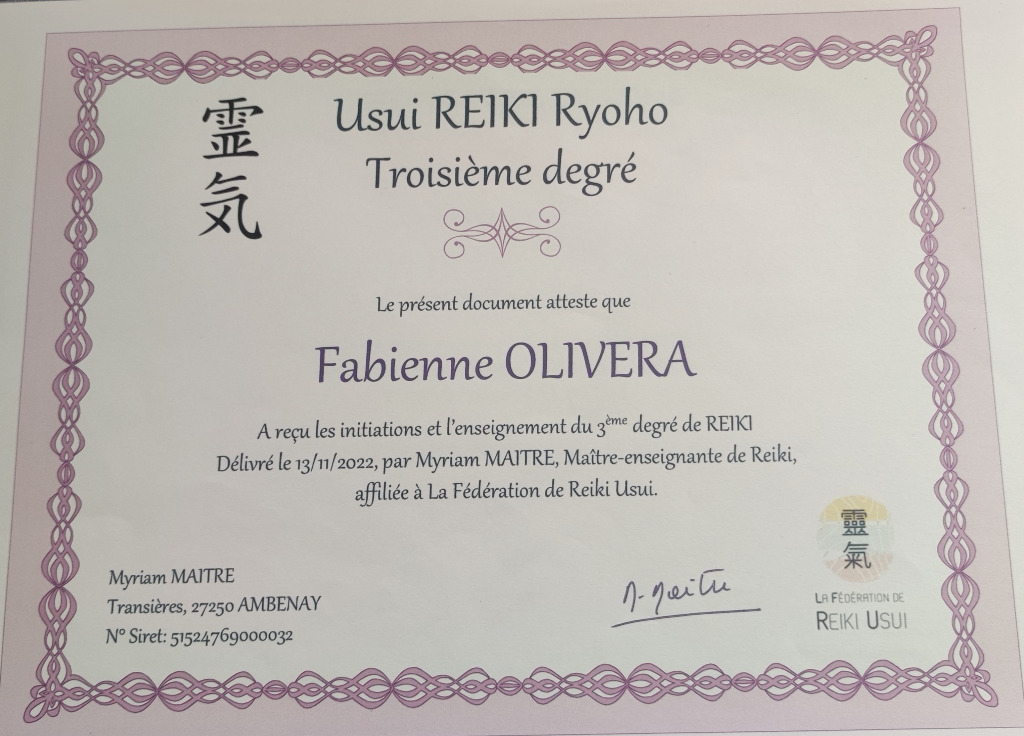 霊気
Usui REIKI Ryoho
Troisième degré
Le présent document atteste que
Fabienne OLIVERA
A reçu les initiations et l'enseignement du 3ème degré de REIKI
Délivré le 13/11/2022, par Myriam MAITRE, Maître-enseignante de Reiki,
affiliée à La Fédération de Reiki Usui.
Myriam MAITRE
Transières, 27250 AMBENAY
N° Siret: 51524769000032
M. Maitre
靈氣
LA FÉDÉRATION DE
REIKI USUI